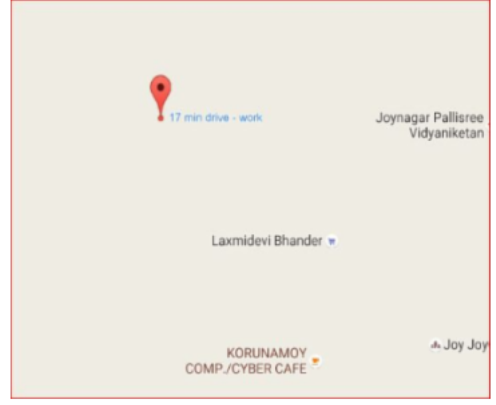 17 min drive - work
Joynagar Pallisree
Vidyaniketan
Laxmidevi Bhander
Joy Joy
KORUNAMOY
COMP./CYBER CAFE